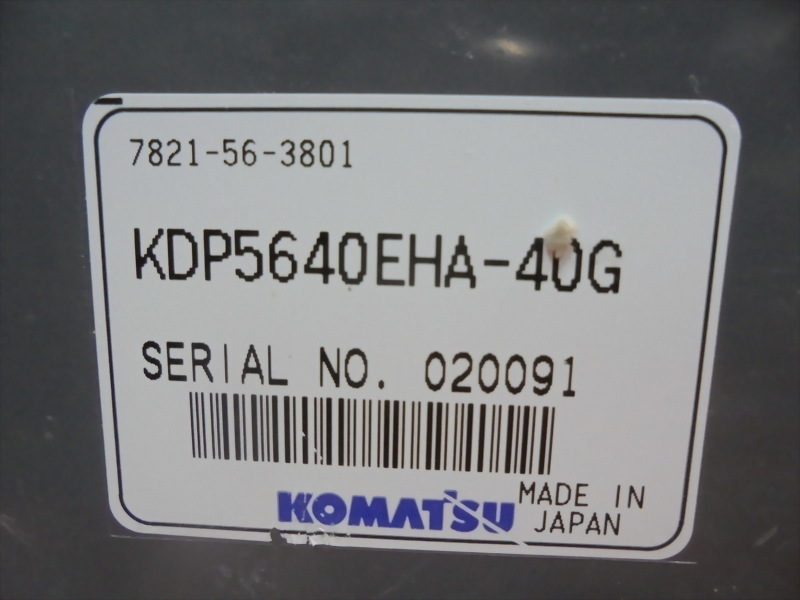 7821-56-3801
KDP5640EHA-40G
SERIAL NO. 020091
KOMATSU
MADE IN
JAPAN